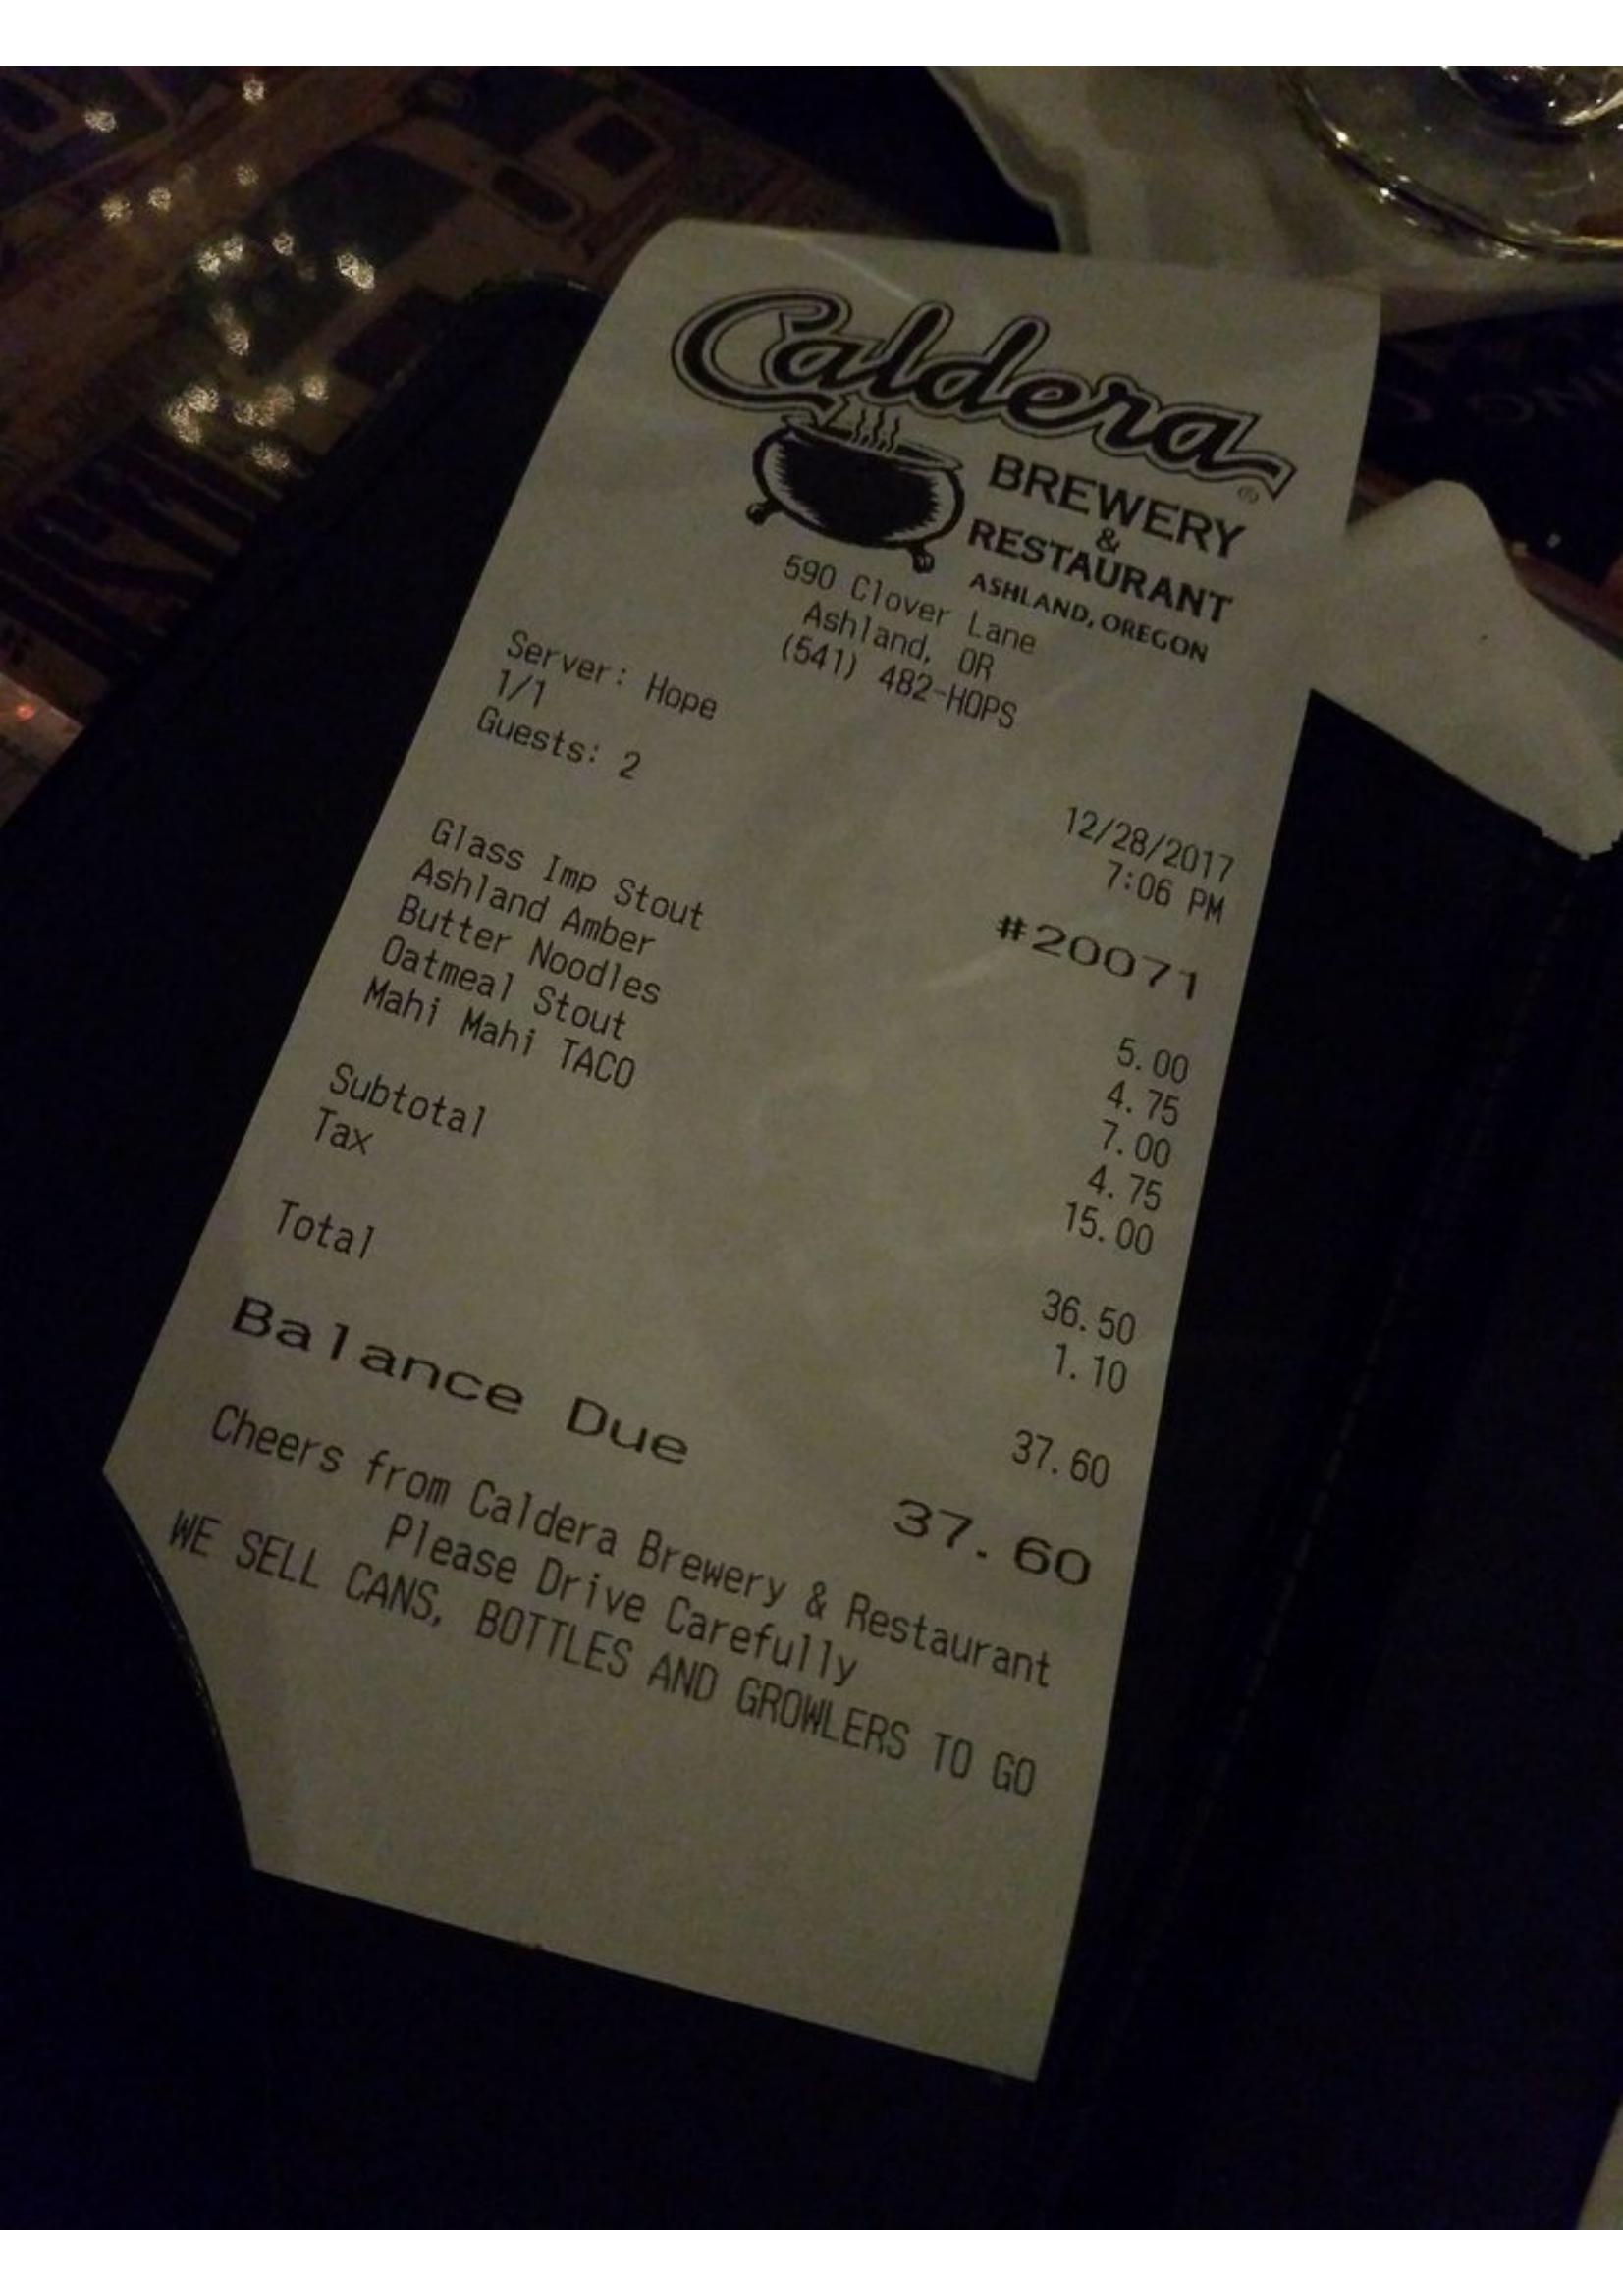 Caldera
®
BREWERY
&
RESTAURANT
ASHLAND, OREGON
590 Clover Lane
Ashland, OR
(541) 482-HOPS
Server: Hope
12/28/2017
1/1
7:06 PM
Guests: 2
#20071
Glass Imp Stout 5.00
Ashland Amber 4.75
Butter Noodles 7.00
Oatmeal Stout 4.75
Mahi Mahi TACO 15.00
Subtotal 36.50
Tax 1.10
Total 37.60
Balance Due 37.60
Cheers from Caldera Brewery & Restaurant
Please Drive Carefully
WE SELL CANS, BOTTLES AND GROWLERS TO GO